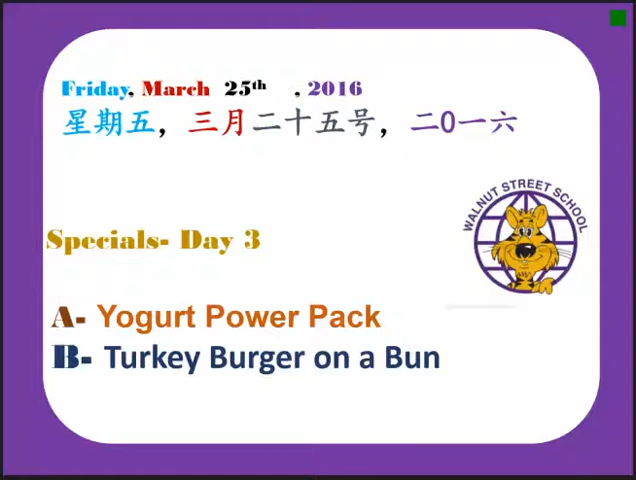 Friday, March 25th , 2016
星期五，三月二十五号，二0一六
WALNUT STREET SCHOOL
Specials- Day 3
A- Yogurt Power Pack
B- Turkey Burger on a Bun